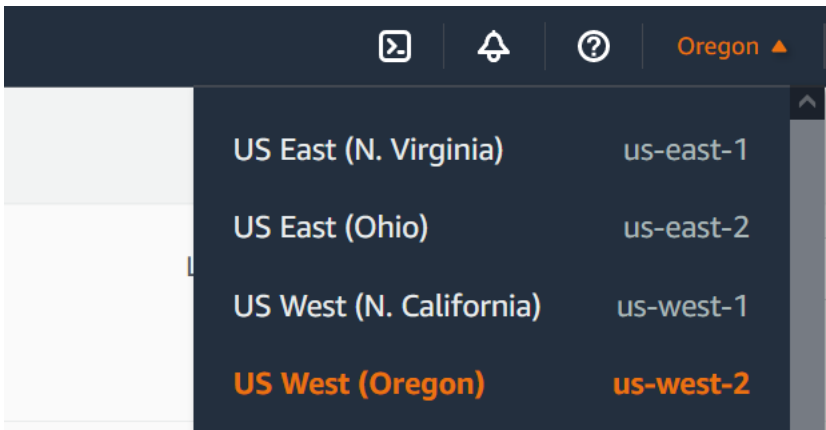 Oregon
US East (N. Virginia) us-east-1
US East (Ohio) us-east-2
US West (N. California) us-west-1
US West (Oregon) us-west-2